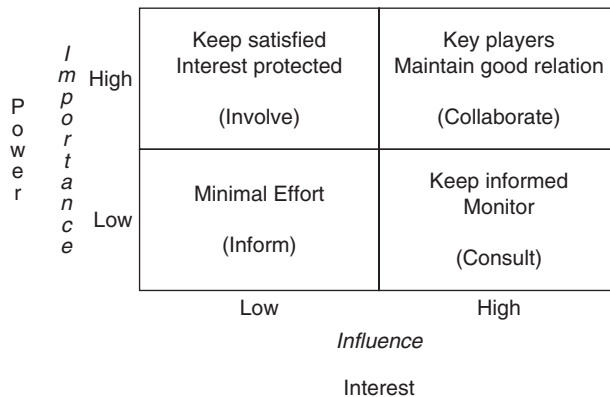 Power
Importance
High
Keep satisfied
Interest protected
(Involve)
Key players
Maintain good relation
(Collaborate)
Low
Minimal Effort
(Inform)
Keep informed
Monitor
(Consult)
Low
High
Influence
Interest